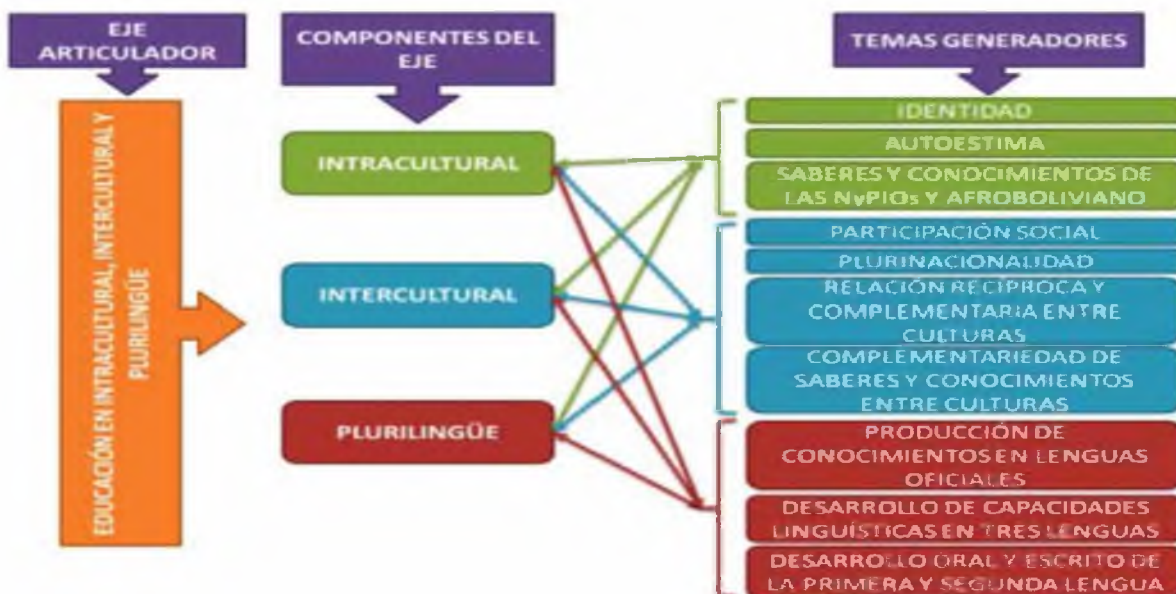 EJE
ARTICULADOR
COMPONENTES DEL
EJE
TEMAS GENERADORES
EDUCACIÓN EN INTRACULTURAL, INTERCULTURAL Y
PLURILINGÜE
INTRACULTURAL
INTERCULTURAL
PLURILINGÜE
IDENTIDAD
AUTOESTIMA
SABERES Y CONOCIMIENTOS DE
LAS NyPIOs Y AFROBOLIVIANO
PARTICIPACIÓN SOCIAL
PLURINACIONALIDAD
RELACIÓN RECÍPROCA Y
COMPLEMENTARIA ENTRE
CULTURAS
COMPLEMENTARIEDAD DE
SABERES Y CONOCIMIENTOS
ENTRE CULTURAS
PRODUCCIÓN DE
CONOCIMIENTOS EN LENGUAS
OFICIALES
DESARROLLO DE CAPACIDADES
LINGUÍSTICAS EN TRES LENGUAS
DESARROLLO ORAL Y ESCRITO DE
LA PRIMERA Y SEGUNDA LENGUA